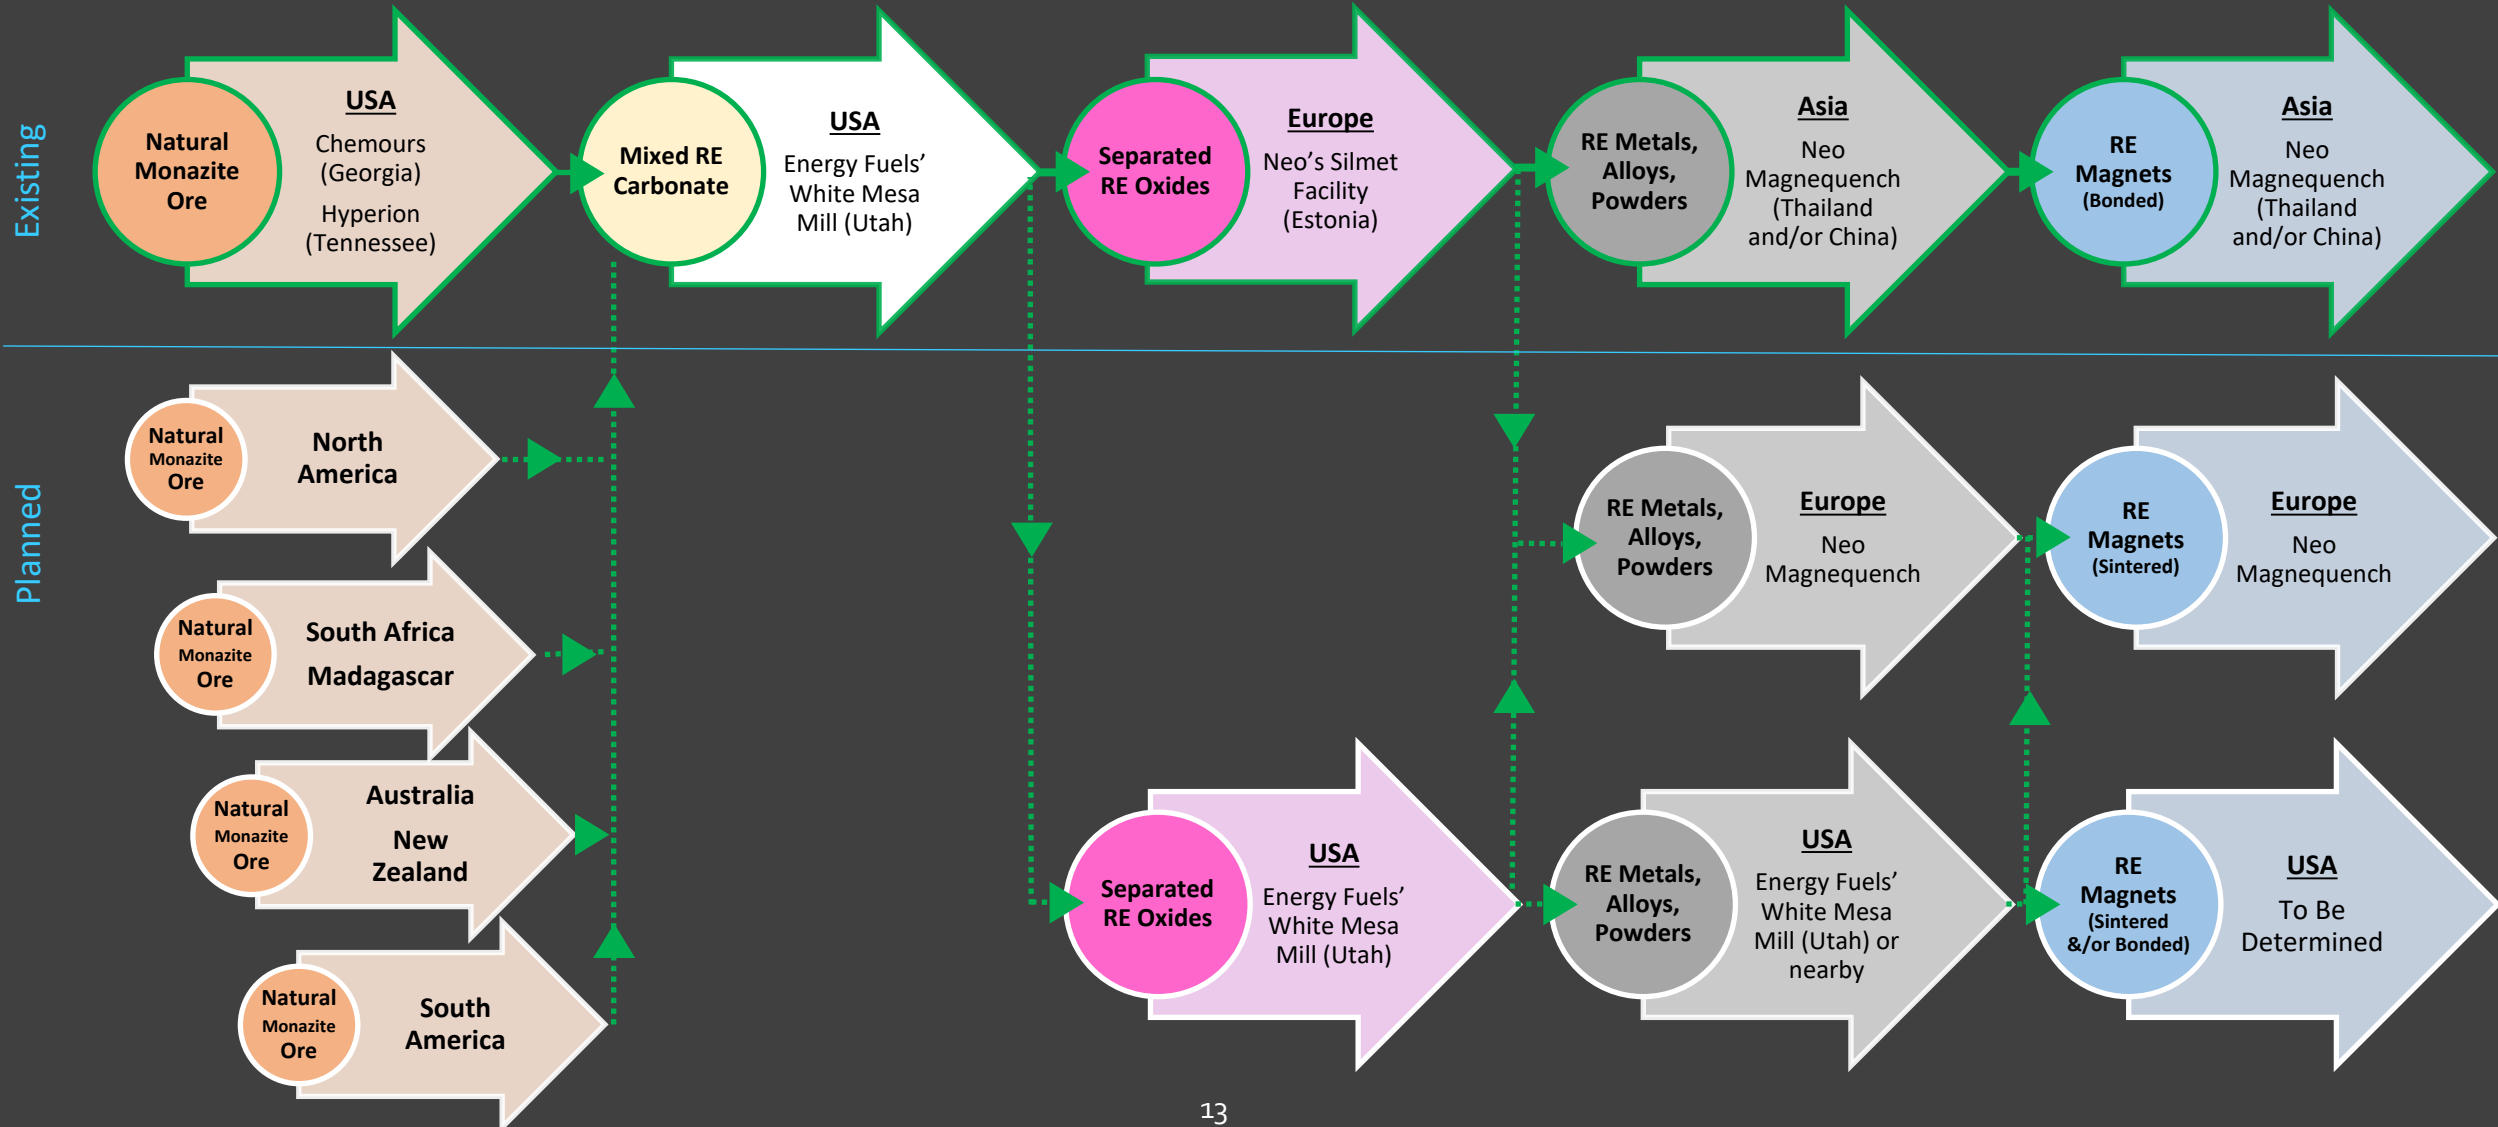 Existing
Natural
Monazite
Ore
USA
Chemours
(Georgia)
Hyperion
(Tennessee)
Mixed RE
Carbonate
USA
Energy Fuels’
White Mesa
Mill (Utah)
Separated
RE Oxides
Europe
Neo’s Silmet
Facility
(Estonia)
RE Metals,
Alloys,
Powders
Asia
Neo
Magnequench
(Thailand
and/or China)
RE
Magnets
(Bonded)
Asia
Neo
Magnequench
(Thailand
and/or China)
Planned
Natural
Monazite
Ore
North
America
Natural
Monazite
Ore
South Africa
Madagascar
Natural
Monazite
Ore
Australia
New
Zealand
Natural
Monazite
Ore
South
America
RE Metals,
Alloys,
Powders
Europe
Neo
Magnequench
RE
Magnets
(Sintered)
Europe
Neo
Magnequench
Separated
RE Oxides
USA
Energy Fuels’
White Mesa
Mill (Utah)
RE Metals,
Alloys,
Powders
USA
Energy Fuels’
White Mesa
Mill (Utah) or
nearby
RE
Magnets
(Sintered
&/or Bonded)
USA
To Be
Determined
13